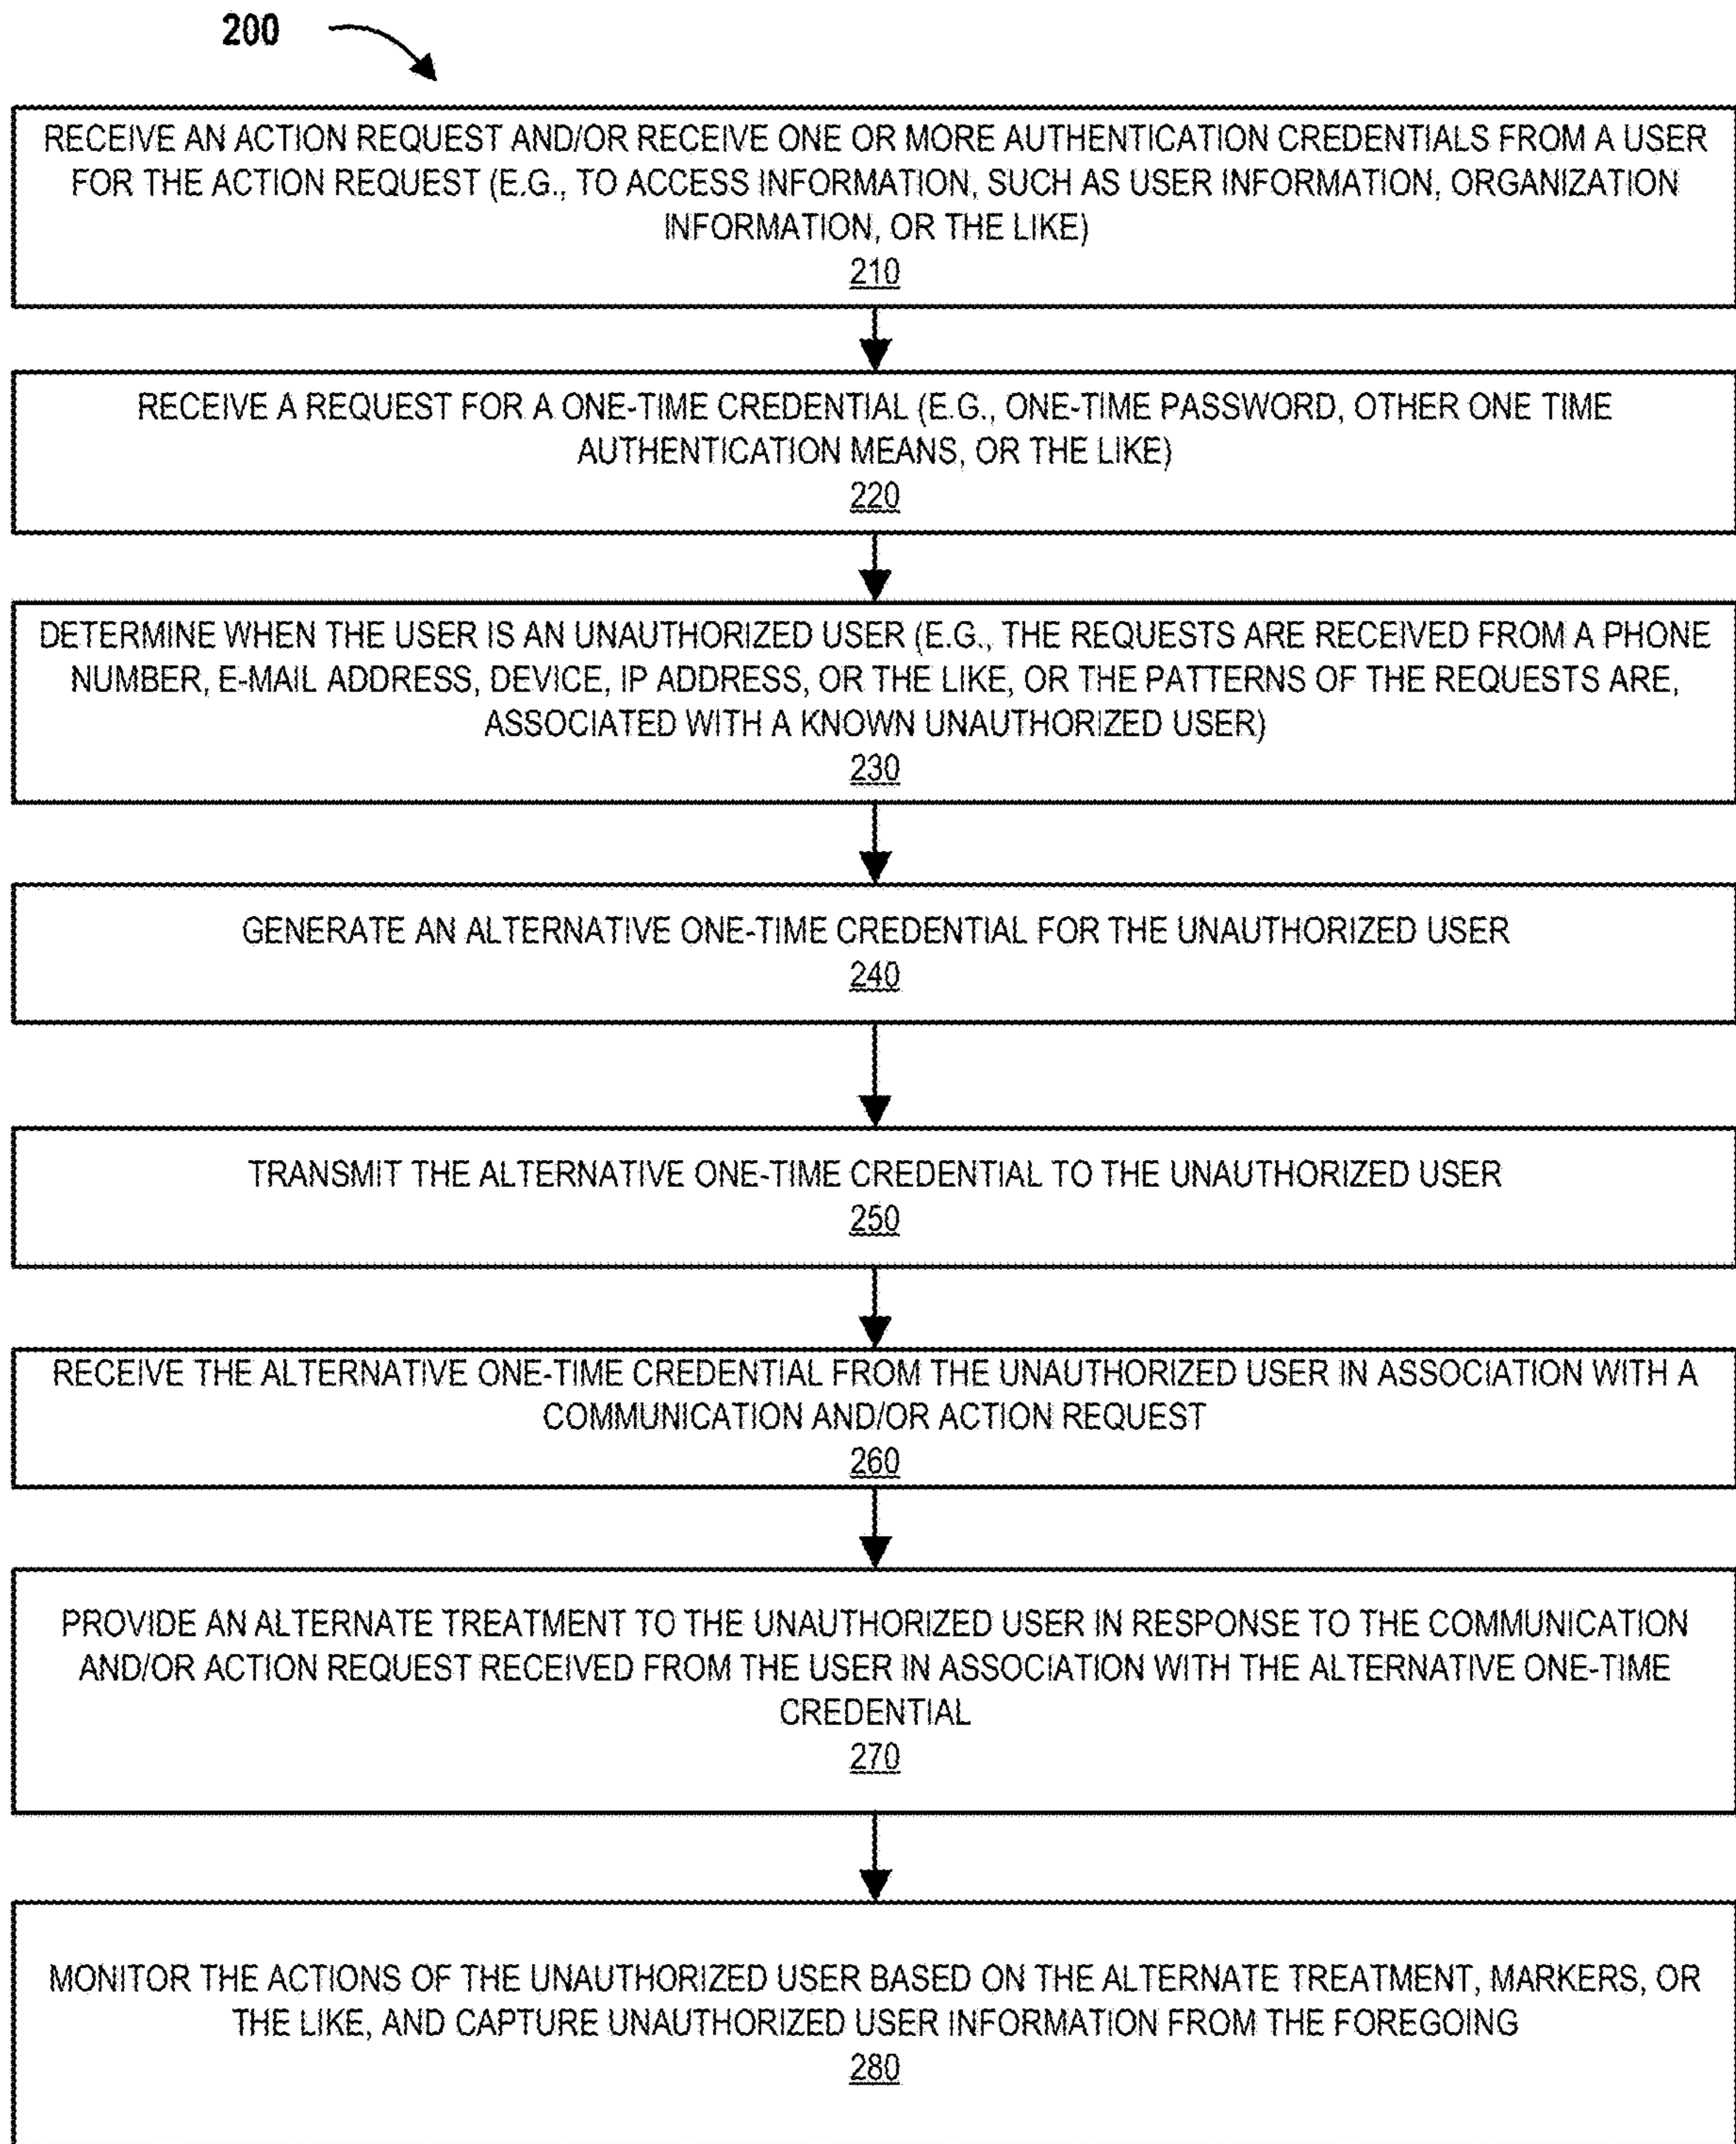 200
RECEIVE AN ACTION REQUEST AND/OR RECEIVE ONE OR MORE AUTHENTICATION CREDENTIALS FROM A USER
FOR THE ACTION REQUEST (E.G., TO ACCESS INFORMATION, SUCH AS USER INFORMATION, ORGANIZATION
INFORMATION, OR THE LIKE)
210
RECEIVE A REQUEST FOR A ONE-TIME CREDENTIAL (E.G., ONE-TIME PASSWORD, OTHER ONE TIME
AUTHENTICATION MEANS, OR THE LIKE)
220
DETERMINE WHEN THE USER IS AN UNAUTHORIZED USER (E.G., THE REQUESTS ARE RECEIVED FROM A PHONE
NUMBER, E-MAIL ADDRESS, DEVICE, IP ADDRESS, OR THE LIKE, OR THE PATTERNS OF THE REQUESTS ARE,
ASSOCIATED WITH A KNOWN UNAUTHORIZED USER)
230
GENERATE AN ALTERNATIVE ONE-TIME CREDENTIAL FOR THE UNAUTHORIZED USER
240
TRANSMIT THE ALTERNATIVE ONE-TIME CREDENTIAL TO THE UNAUTHORIZED USER
250
RECEIVE THE ALTERNATIVE ONE-TIME CREDENTIAL FROM THE UNAUTHORIZED USER IN ASSOCIATION WITH A
COMMUNICATION AND/OR ACTION REQUEST
260
PROVIDE AN ALTERNATE TREATMENT TO THE UNAUTHORIZED USER IN RESPONSE TO THE COMMUNICATION
AND/OR ACTION REQUEST RECEIVED FROM THE USER IN ASSOCIATION WITH THE ALTERNATIVE ONE-TIME
CREDENTIAL
270
MONITOR THE ACTIONS OF THE UNAUTHORIZED USER BASED ON THE ALTERNATE TREATMENT, MARKERS, OR
THE LIKE, AND CAPTURE UNAUTHORIZED USER INFORMATION FROM THE FOREGOING
280